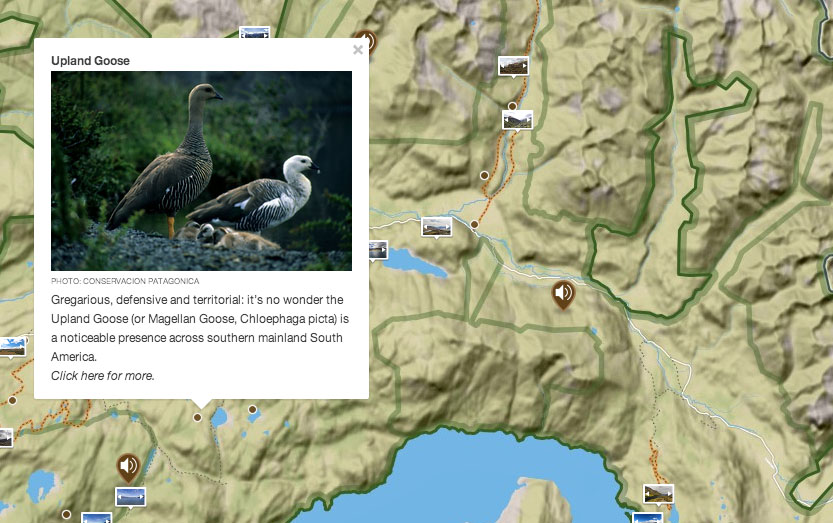 Upland Goose
PHOTO: CONSERVACION PATAGONICA
Gregarious, defensive and territorial: it's no wonder the
Upland Goose (or Magellan Goose, Chloephaga picta) is
a noticeable presence across southern mainland South
America.
Click here for more.